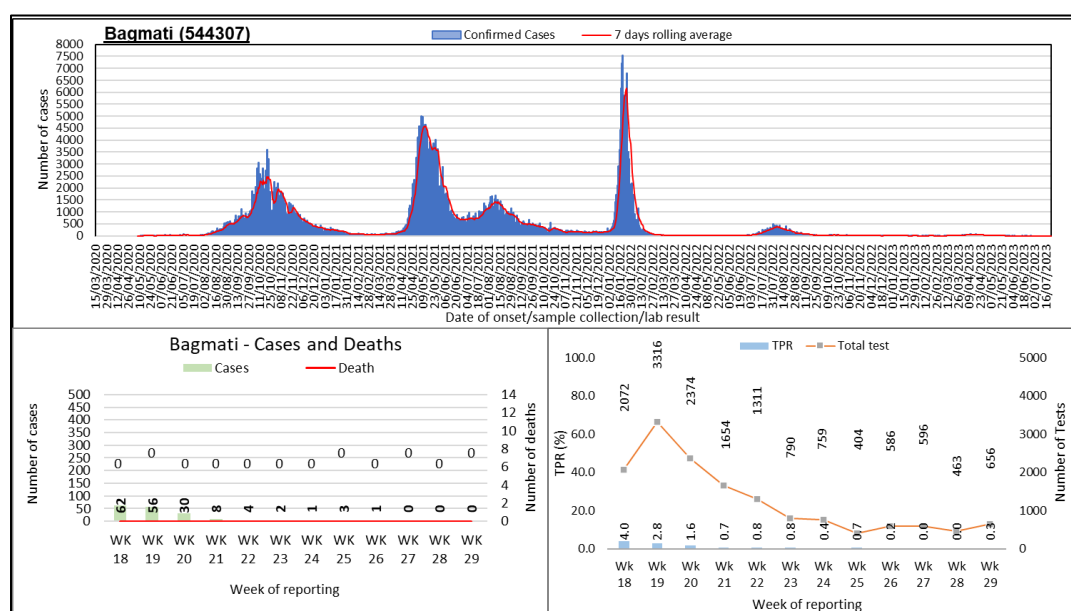 Bagmati (544307)
Confirmed Cases 7 days rolling average
Number of cases
8000
7500
7000
6500
6000
5500
5000
4500
4000
3500
3000
2500
2000
1500
1000
500
0
15/03/2020 29/03/2020 12/04/2020 10/05/2020 24/05/2020 07/06/2020 05/07/2020 02/08/2020 16/08/2020 30/08/2020 13/09/2020 27/09/2020 11/10/2020 25/10/2020 08/11/2020 22/11/2020 06/12/2020 20/12/2020 03/01/2021 17/01/2021 31/01/2021 14/02/2021 28/02/2021 14/03/2021 28/03/2021 11/04/2021 25/04/2021 09/05/2021 23/05/2021 06/06/2021 20/06/2021 04/07/2021 18/07/2021 01/08/2021 15/08/2021 29/08/2021 12/09/2021 26/09/2021 10/10/2021 24/10/2021 07/11/2021 21/11/2021 05/12/2021 19/12/2021 02/01/2022 16/01/2022 30/01/2022 13/02/2022 27/02/2022 13/03/2022 27/03/2022 10/04/2022 24/04/2022 08/05/2022 22/05/2022 05/06/2022 19/06/2022 03/07/2022 17/07/2022 31/07/2022 14/08/2022 28/08/2022 11/09/2022 25/09/2022 09/10/2022 23/10/2022 06/11/2022 20/11/2022 04/12/2022 18/12/2022 01/01/2023 15/01/2023 29/01/2023 12/02/2023 26/02/2023 12/03/2023 26/03/2023 09/04/2023 23/04/2023 07/05/2023 21/05/2023 04/06/2023 18/06/2023 02/07/2023 16/07/2023
Date of onset/sample collection/lab result
Bagmati - Cases and Deaths
Cases Death
Number of cases
500
450
400
350
300
250
200
150
100
50
0
0 0 0 0 0 0 0 0 0 0 0 0
62 56 30 8 4 2 1 3 1 0 0 0
14
12
10
8
6
4
2
0
Number of deaths
WK WK WK WK WK WK WK WK WK WK WK WK
18 19 20 21 22 23 24 25 26 27 28 29
Week of reporting
TPR Total test
TPR (%)
100.0
80.0
60.0
40.0
20.0
0.0
2072 3316 2374 1654 1311 790 759 404 586 596 463 656
4.0 2.8 1.6 0.7 0.8 0.8 0.4 0.7 0.2 0.0 0.0 0.3
5000
4000
3000
2000
1000
0
Number of Tests
Wk Wk Wk Wk Wk Wk Wk Wk Wk Wk Wk Wk
18 19 20 21 22 23 24 25 26 27 28 29
Week of reporting